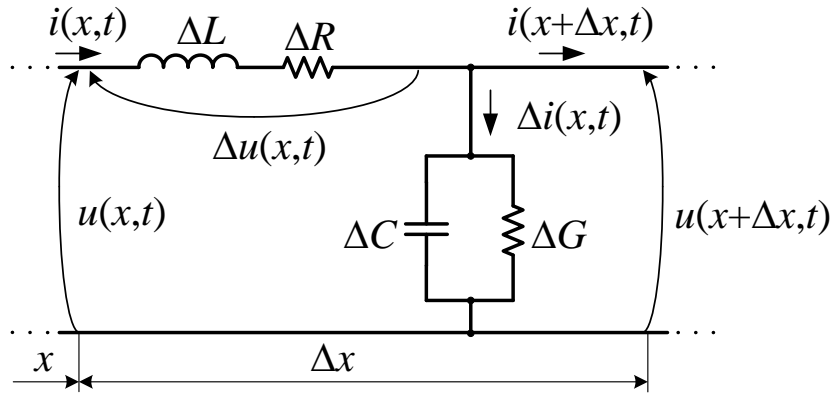 i(x,t) ΔL ΔR i(x+Δx,t)
Δu(x,t) Δi(x,t)
u(x,t) ΔC ΔG u(x+Δx,t)
x Δx